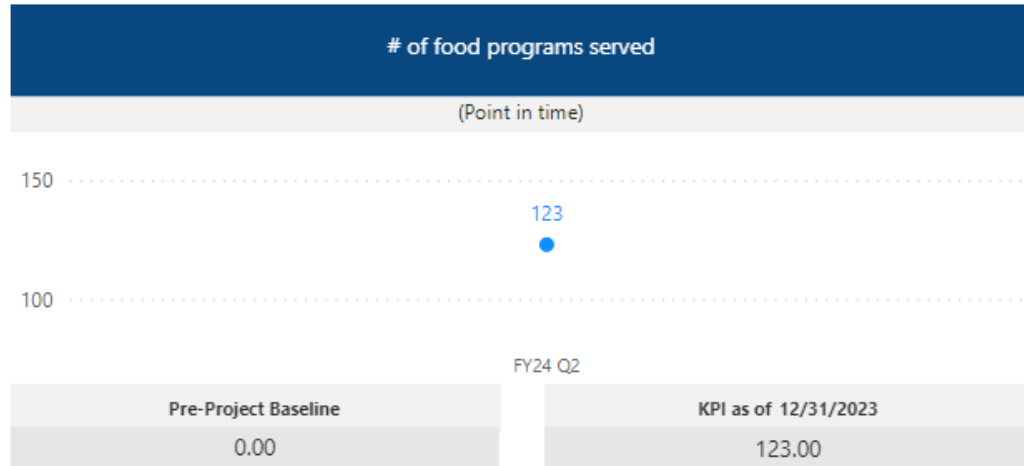 # of food programs served
(Point in time)
150
123
100
FY24 Q2
Pre-Project Baseline
KPI as of 12/31/2023
0.00
123.00